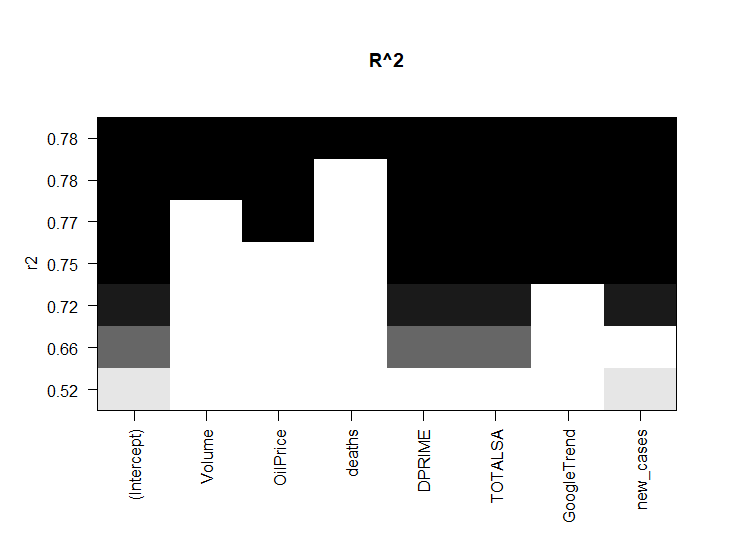 R^2
r2
0.78
0.78
0.77
0.75
0.72
0.66
0.52
(Intercept)
Volume
OilPrice
deaths
DPRIME
TOTALSA
GoogleTrend
new_cases